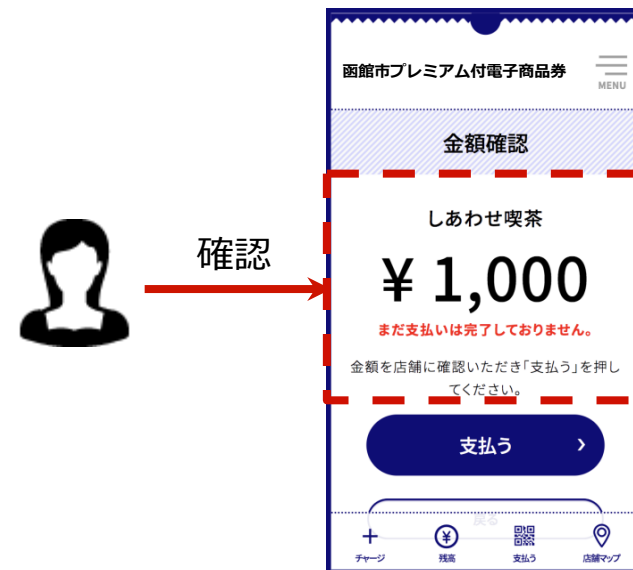 函館市プレミアム付電子商品券
MENU
金額確認
しあわせ喫茶
確認
¥ 1,000
まだ支払いは完了しておりません。
金額を店舗に確認いただき「支払う」を押し
てください。
支払う
戻る
チャージ
残高
支払う
店舗マップ